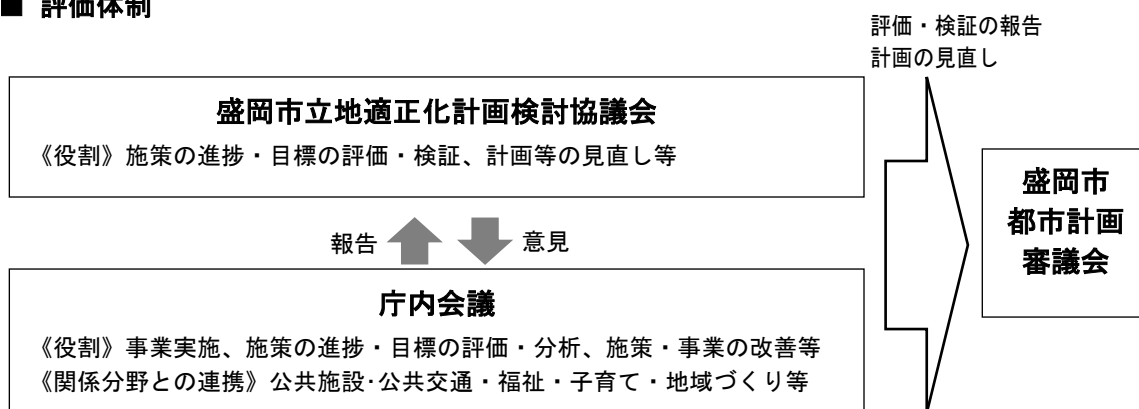 ■ 評価体制
評価・検証の報告
計画の見直し
盛岡市立地適正化計画検討協議会
《役割》施策の進捗・目標の評価・検証、計画等の見直し等
報告
意見
庁内会議
《役割》事業実施、施策の進捗・目標の評価・分析、施策・事業の改善等
《関係分野との連携》公共施設・公共交通・福祉・子育て・地域づくり等
盛岡市
都市計画
審議会